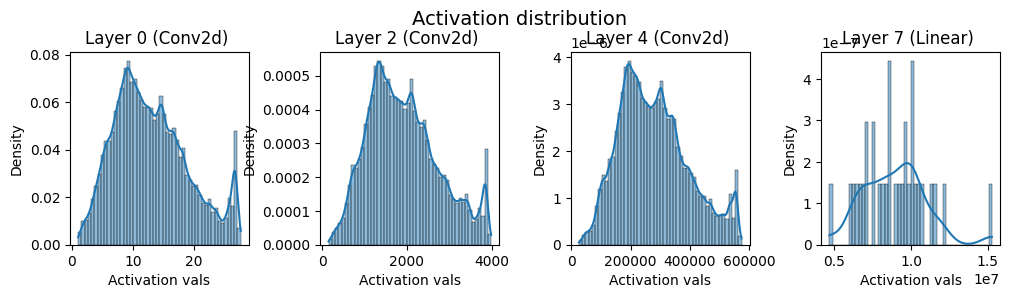 Activation distribution
Layer 0 (Conv2d)
Layer 2 (Conv2d)
1e−6
Layer 4 (Conv2d)
1e−7
Layer 7 (Linear)
Density
0.08
0.06
0.04
0.02
0.00
0
10
20
Activation vals
Density
0.0005
0.0004
0.0003
0.0002
0.0001
0.0000
0
2000
4000
Activation vals
Density
4
3
2
1
0
0
200000
400000
600000
Activation vals
Density
4
3
2
1
0
0.5
1.0
1.5
1e7
Activation vals